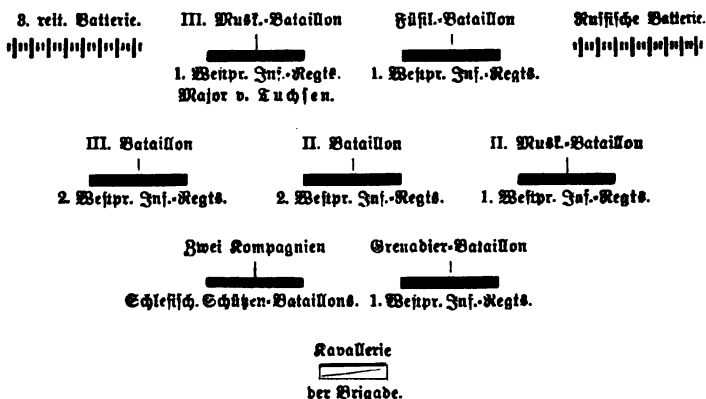 3. reit. Batterie.
III. Musk.-Bataillon
Füsil.-Bataillon
Russische Batterie.
1. Westpr. Inf.-Regts.
Major v. Tuchsen.
1. Westpr. Inf.-Regts.
III. Bataillon
II. Bataillon
II. Musk.-Bataillon
2. Westpr. Inf.-Regts.
2. Westpr. Inf.-Regts.
1. Westpr. Inf.-Regts.
Zwei Kompagnien
Grenadier-Bataillon
Schlesisch. Schützen-Bataillons.
1. Westpr. Inf.-Regts.
Kavallerie
der Brigade.